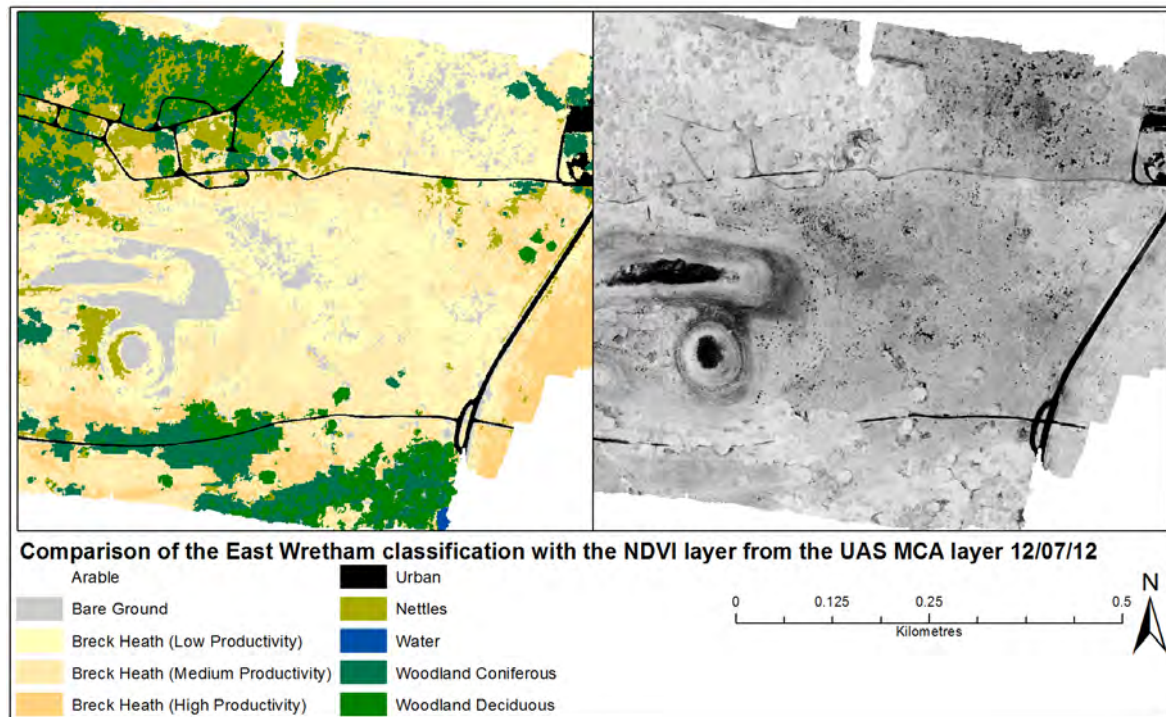 Comparison of the East Wretham classification with the NDVI layer from the UAS MCA layer 12/07/12
Arable
Bare Ground
Breck Heath (Low Productivity)
Breck Heath (Medium Productivity)
Breck Heath (High Productivity)
Urban
Nettles
Water
Woodland Coniferous
Woodland Deciduous
0 0.125 0.25 0.5
Kilometres
N